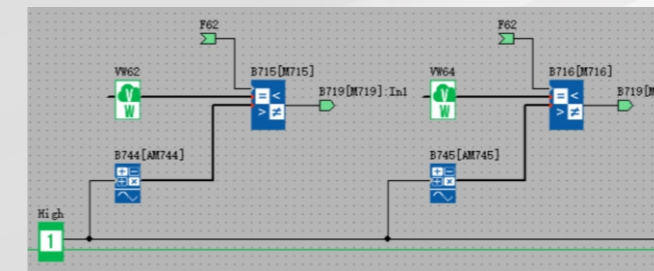 F62
F62
VW62
B715[M715]
VW64
B716[M716]
V
W
= <
> ≠
B719[M719]:In1
V
W
= <
> ≠
B719[M
B744[AM744]
B745[AM745]
+ −
÷ ×
+ −
÷ ×
High
1